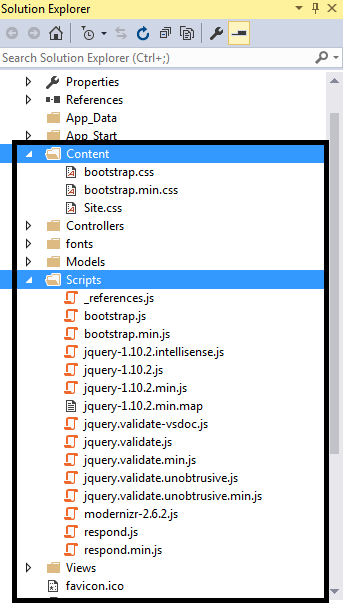 Solution Explorer
Search Solution Explorer (Ctrl+;)
Properties
References
App_Data
App_Start
Content
bootstrap.css
bootstrap.min.css
Site.css
Controllers
fonts
Models
Scripts
_references.js
bootstrap.js
bootstrap.min.js
jquery-1.10.2.intellisense.js
jquery-1.10.2.js
jquery-1.10.2.min.js
jquery-1.10.2.min.map
jquery.validate-vsdoc.js
jquery.validate.js
jquery.validate.min.js
jquery.validate.unobtrusive.js
jquery.validate.unobtrusive.min.js
modernizr-2.6.2.js
respond.js
respond.min.js
Views
favicon.ico